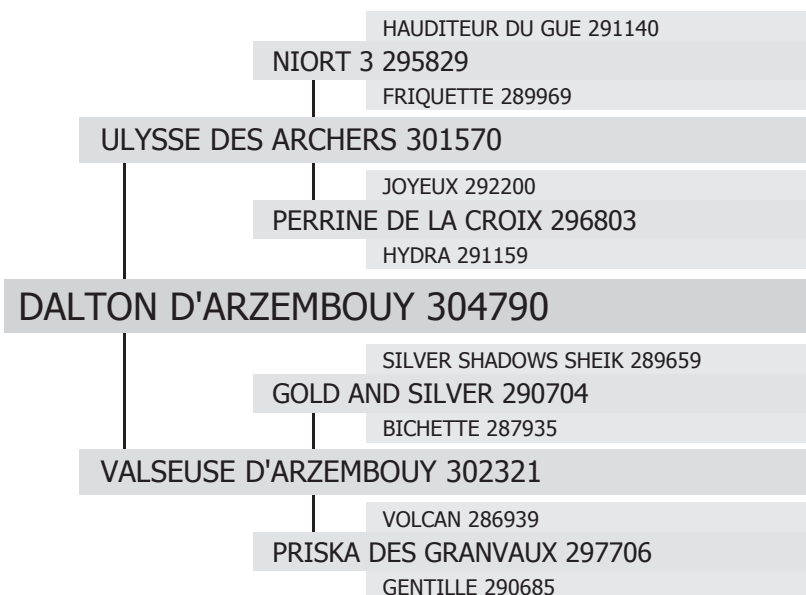 HAUDITEUR DU GUE 291140
NIORT 3 295829
FRIQUETTE 289969
ULYSSE DES ARCHERS 301570
JOYEUX 292200
PERRINE DE LA CROIX 296803
HYDRA 291159
DALTON D'ARZEMBOUY 304790
SILVER SHADOWS SHEIK 289659
GOLD AND SILVER 290704
BICHETTE 287935
VALSEUSE D'ARZEMBOUY 302321
VOLCAN 286939
PRISKA DES GRANVAUX 297706
GENTILLE 290685